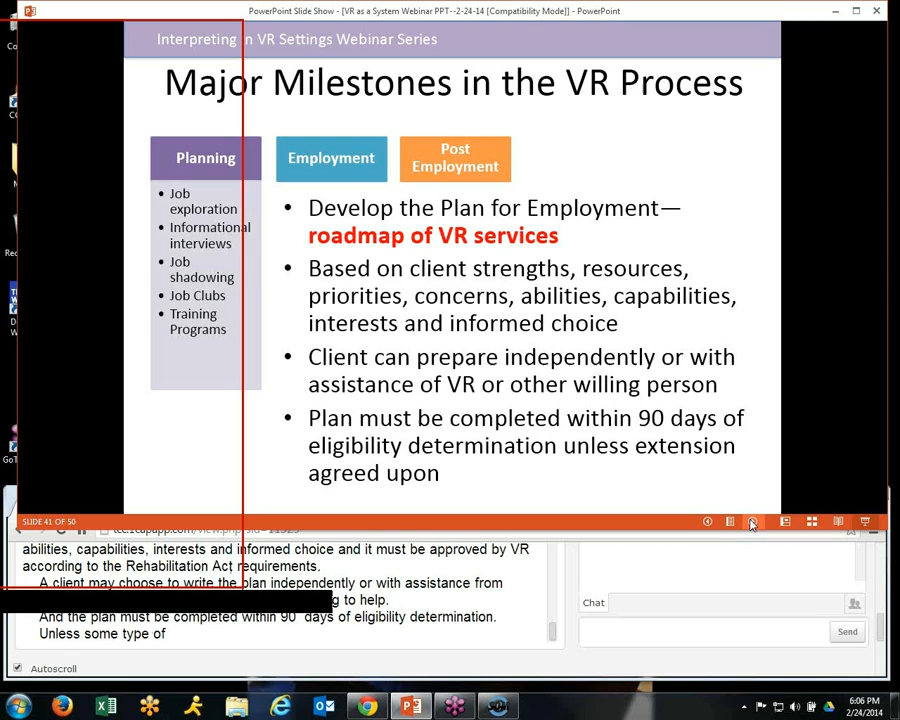 PowerPoint Slide Show - [VR as a System Webinar PPT--2-24-14 [Compatibility Mode]] - PowerPoint
Interpreting in VR Settings Webinar Series
Major Milestones in the VR Process
Planning
Employment
Post
Employment
• Job
exploration
• Informational
interviews
• Job
shadowing
• Job Clubs
• Training
Programs
• Develop the Plan for Employment—
roadmap of VR services
• Based on client strengths, resources,
priorities, concerns, abilities, capabilities,
interests and informed choice
• Client can prepare independently or with
assistance of VR or other willing person
• Plan must be completed within 90 days of
eligibility determination unless extension
agreed upon
SLIDE 41 OF 50
abilities, capabilities, interests and informed choice and it must be approved by VR
according to the Rehabilitation Act requirements.
A client may choose to write the plan independently or with assistance from
g to help.
And the plan must be completed within 90 days of eligibility determination.
Unless some type of
Chat
Send
Autoscroll
6:06 PM
2/24/2014